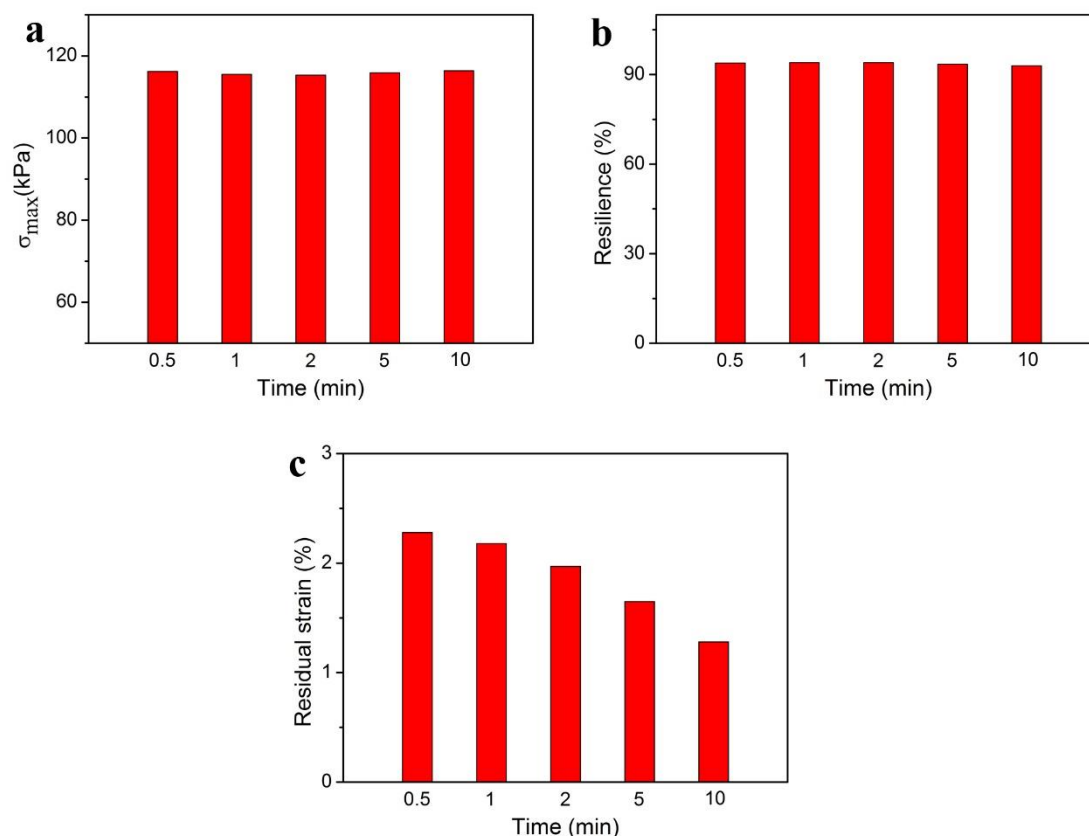 a
120
100
80
60
σmax(kPa)
0.5 1 2 5 10
Time (min)
b
90
60
30
0
Resilience (%)
0.5 1 2 5 10
Time (min)
c
3
2
1
0
Residual strain (%)
0.5 1 2 5 10
Time (min)